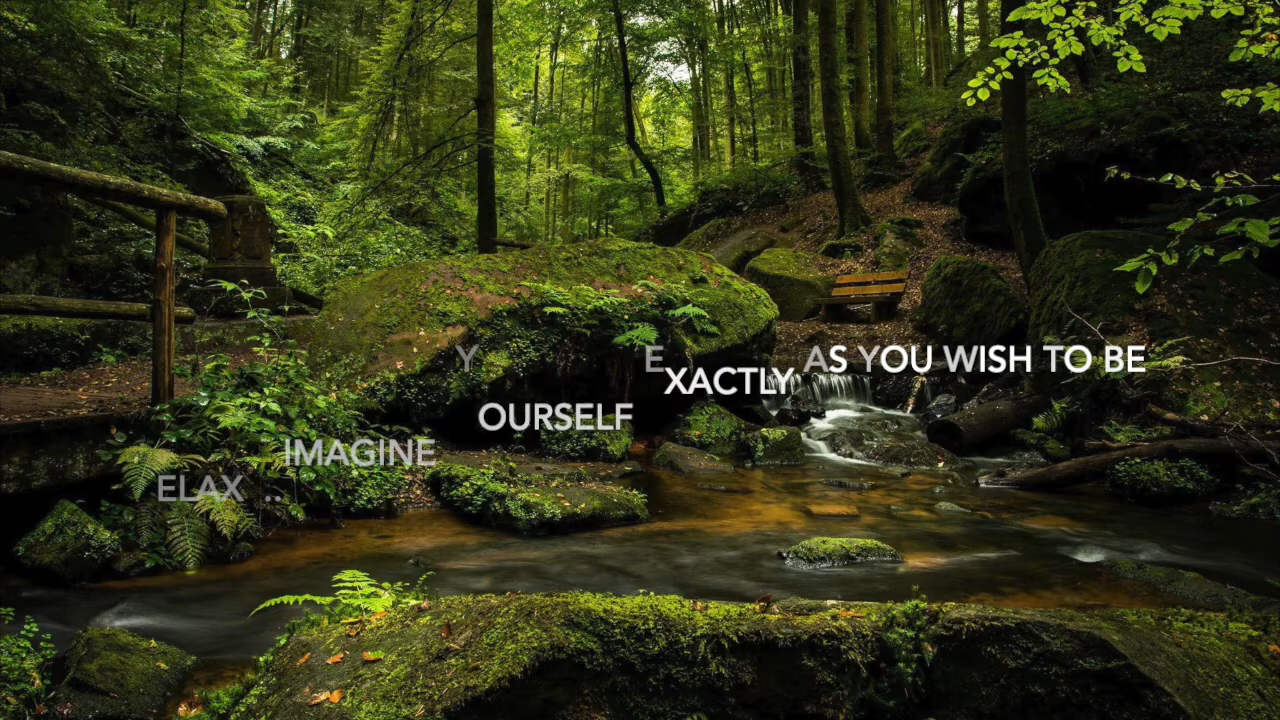 ELAX ..
IMAGINE
Y
OURSELF
E
XACTLY
AS YOU WISH TO BE